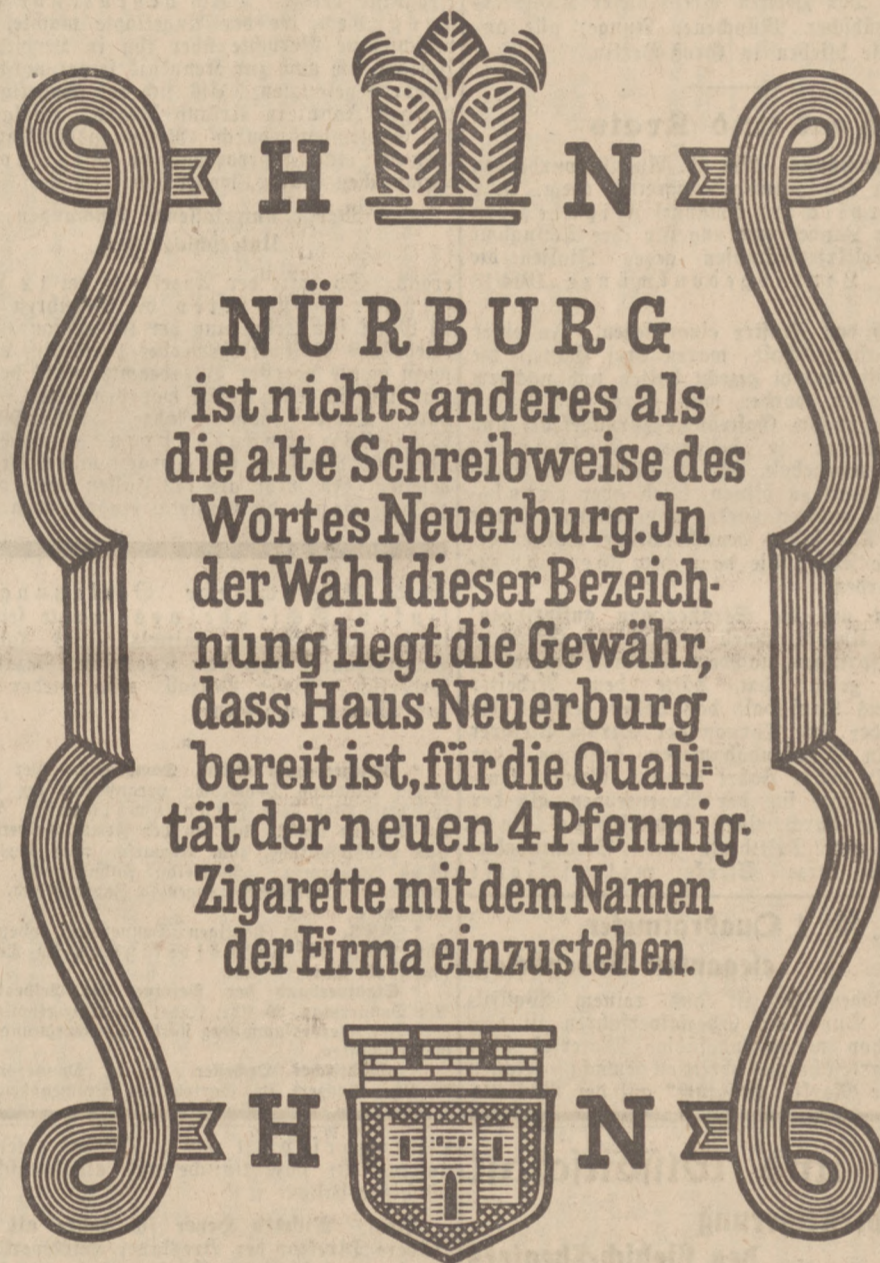 H N
NÜRBURG
ist nichts anderes als
die alte Schreibweise des
Wortes Neuerburg. Jn
der Wahl dieser Bezeich-
nung liegt die Gewähr,
dass Haus Neuerburg
bereit ist, für die Quali=
tät der neuen 4 Pfennig-
Zigarette mit dem Namen
der Firma einzustehen.
H N